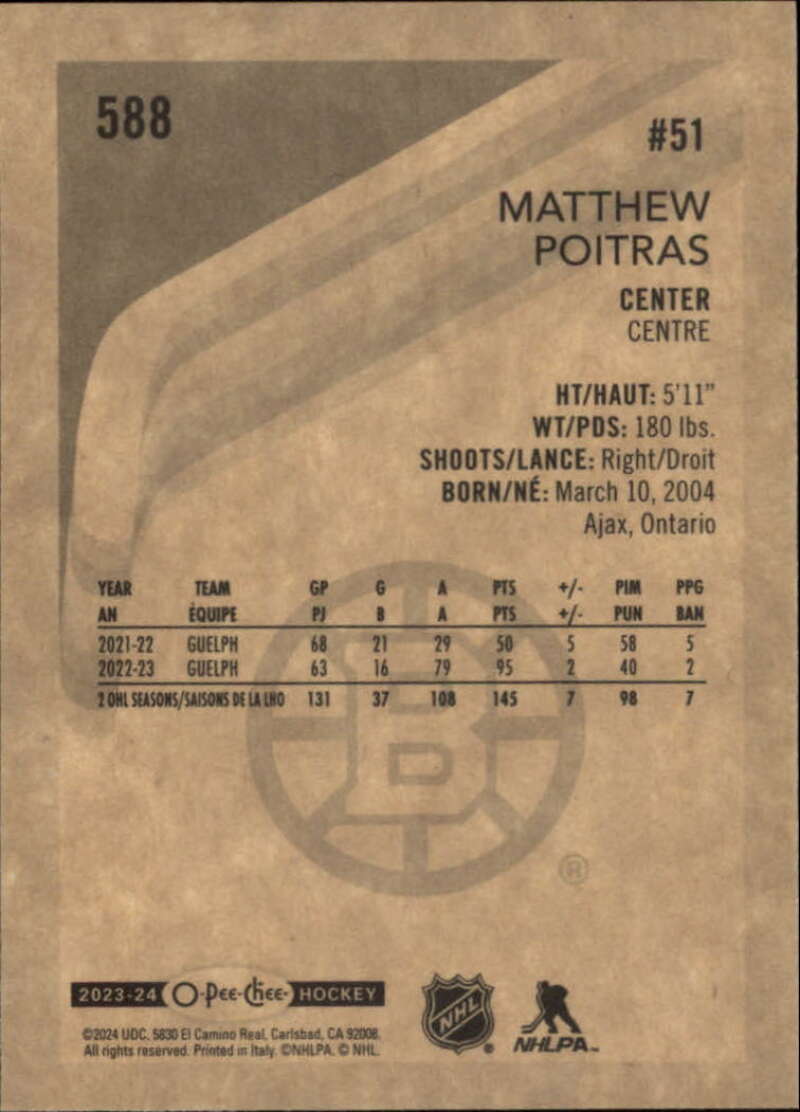 588
#51
MATTHEW
POITRAS
CENTER
CENTRE
HT/HAUT: 5'11"
WT/PDS: 180 lbs.
SHOOTS/LANCE: Right/Droit
BORN/NÉ: March 10, 2004
Ajax, Ontario
YEAR TEAM GP G A PTS +/- PIM PPG
AN ÉQUIPE PJ B A PTS +/- PUN BAN
2021-22 GUELPH 68 21 29 50 5 58 5
2022-23 GUELPH 63 16 79 95 2 40 2
2 OHL SEASONS/SAISONS DE LA LHO 131 37 108 145 7 98 7
B
®
2023-24 O-Pee-Chee HOCKEY
©2024 UDC. 5830 El Camino Real, Carlsbad, CA 92008.
All rights reserved. Printed in Italy. ©NHLPA. © NHL.
NHL
NHLPA™